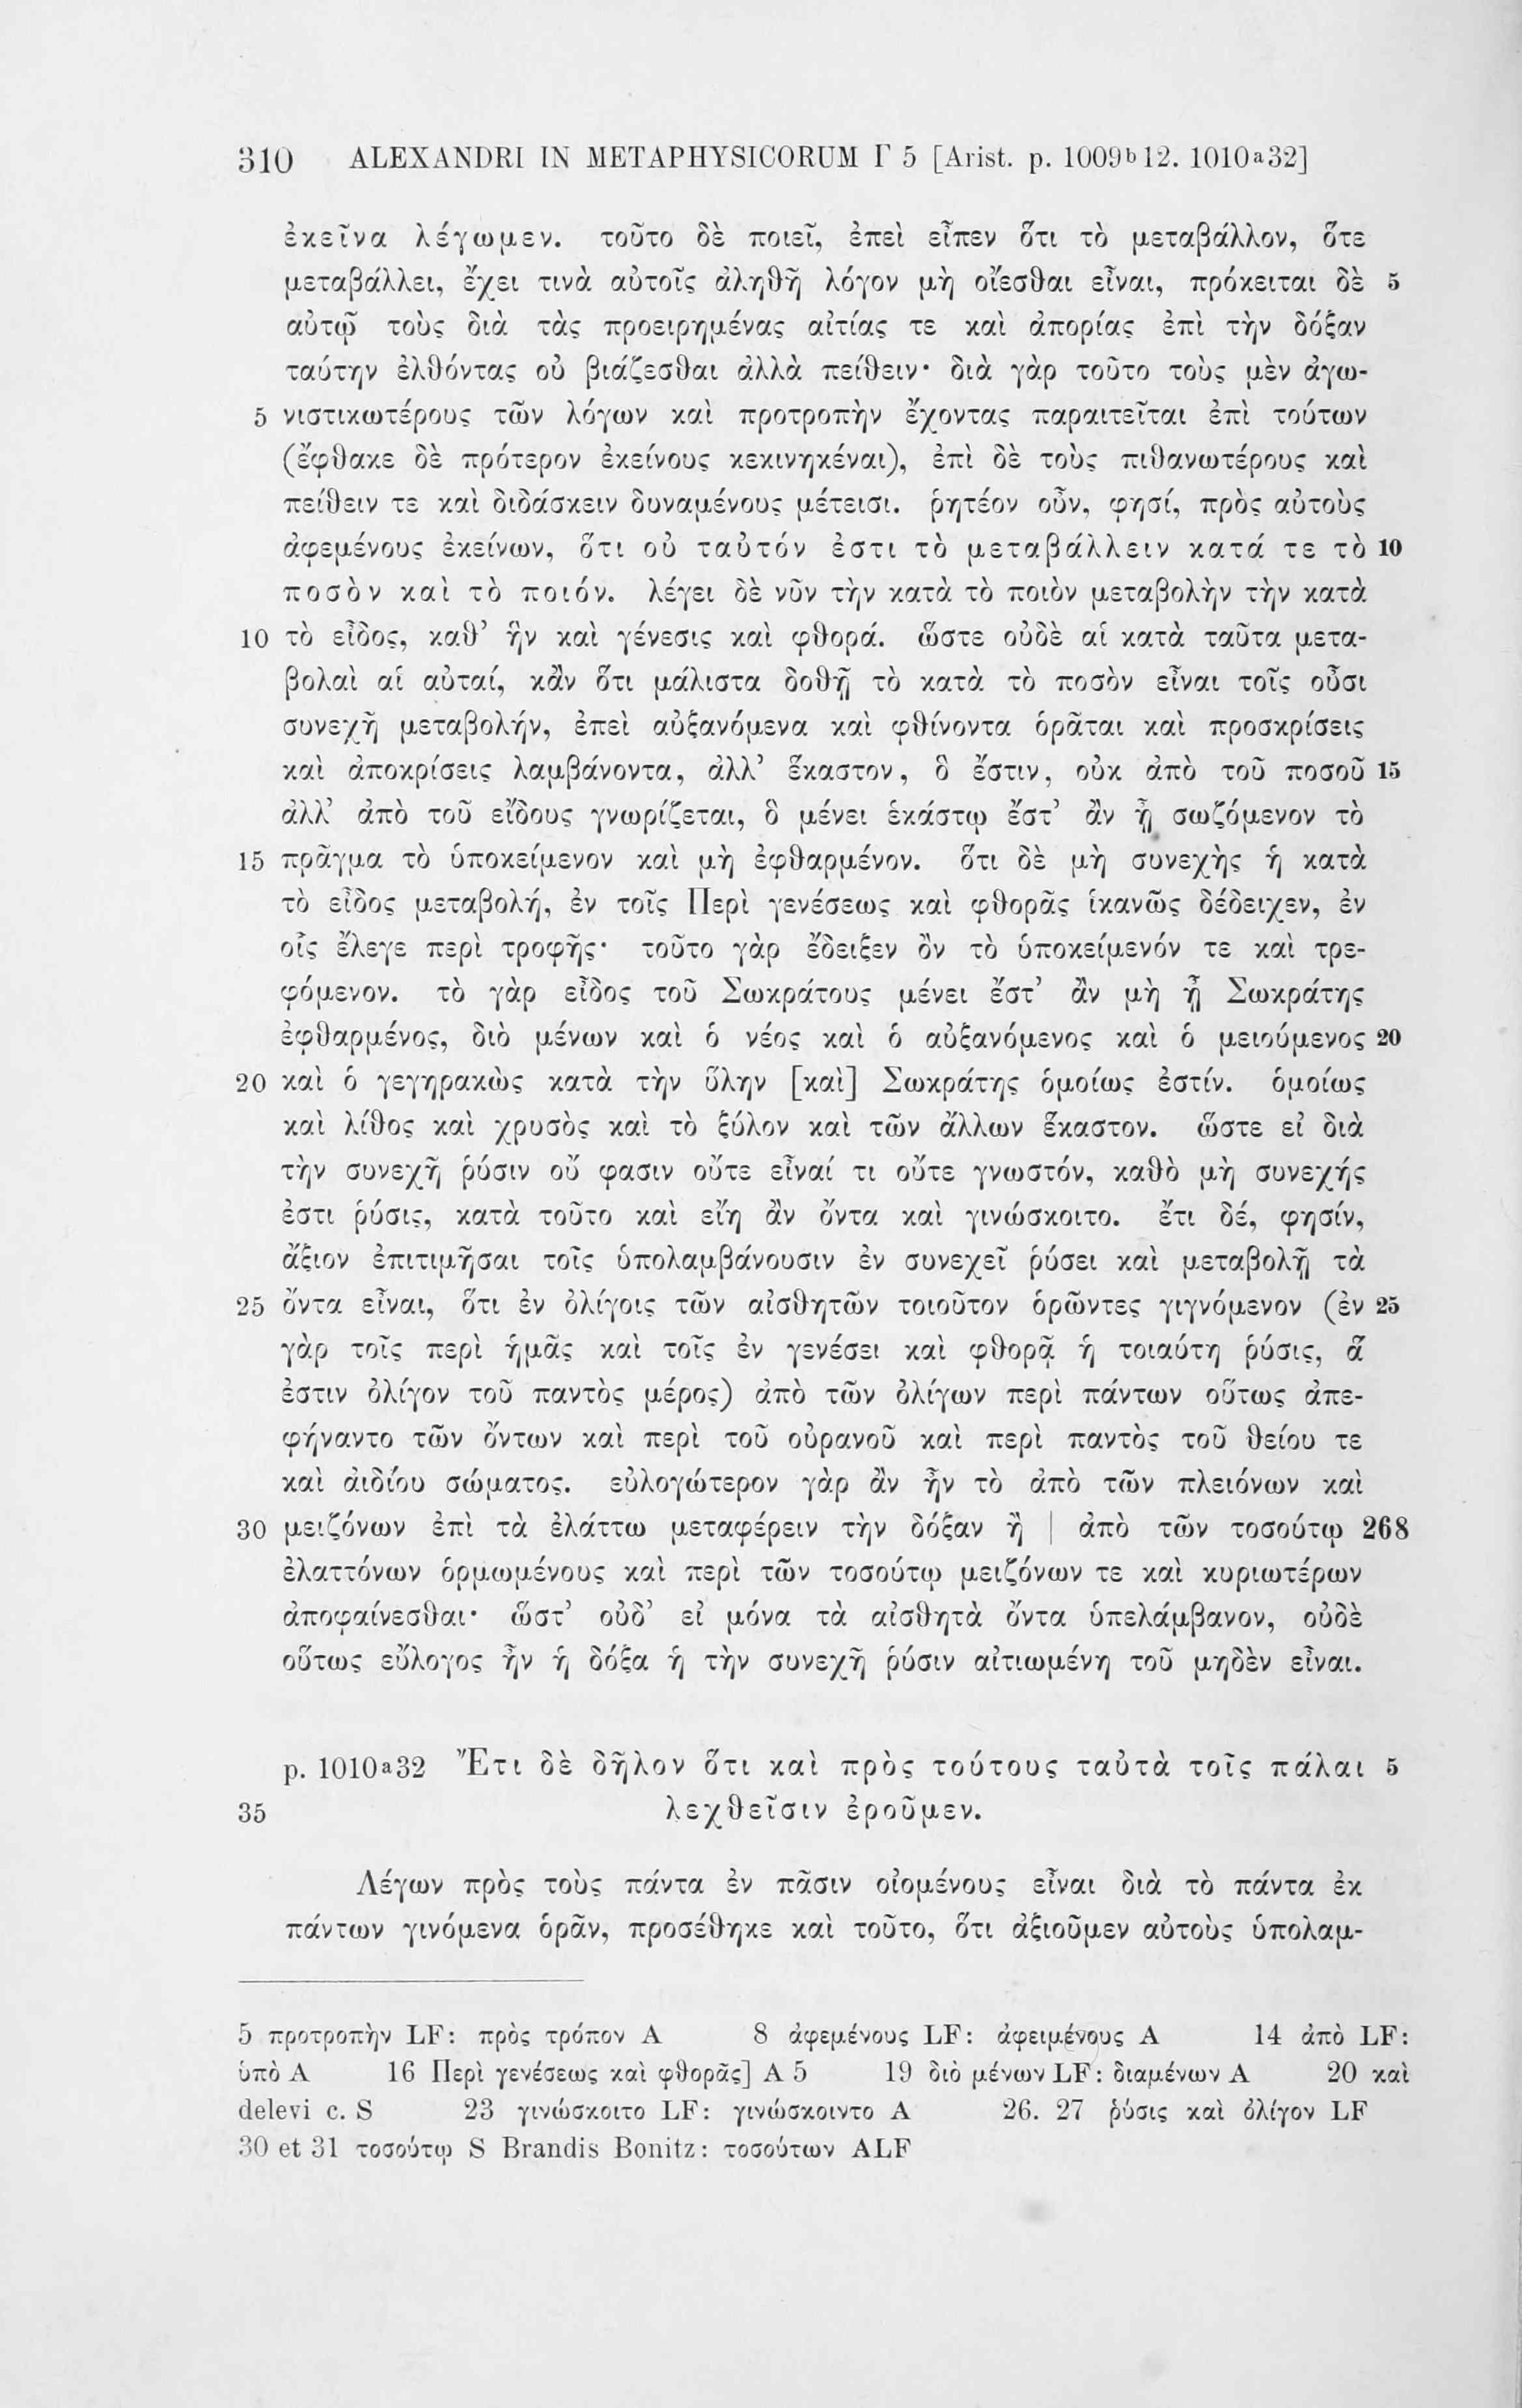 310 ALEXANDRI IN METAPHYSICORUM Γ 5 [Arist. p. 1009ᵇ12. 1010ᵃ32]
ἐκεῖνα λέγωμεν. τοῦτο δὲ ποιεῖ, ἐπεὶ εἶπεν ὅτι τὸ μεταβάλλον, ὅτε
μεταβάλλει, ἔχει τινὰ αὐτοῖς ἀληθῆ λόγον μὴ οἴεσθαι εἶναι, πρόκειται δὲ 5
αὐτῷ τοὺς διὰ τὰς προειρημένας αἰτίας τε καὶ ἀπορίας ἐπὶ τὴν δόξαν
ταύτην ἐλθόντας οὐ βιάζεσθαι ἀλλὰ πείθειν· διὰ γὰρ τοῦτο τοὺς μὲν ἀγω-
5 νιστικωτέρους τῶν λόγων καὶ προτροπὴν ἔχοντας παραιτεῖται ἐπὶ τούτων
(ἔφθακε δὲ πρότερον ἐκείνους κεκινηκέναι), ἐπὶ δὲ τοὺς πιθανωτέρους καὶ
πείθειν τε καὶ διδάσκειν δυναμένους μέτεισι. ῥητέον οὖν, φησί, πρὸς αὐτοὺς
ἀφεμένους ἐκείνων, ὅτι οὐ ταὐτόν ἐστι τὸ μεταβάλλειν κατά τε τὸ 10
ποσὸν καὶ τὸ ποιόν. λέγει δὲ νῦν τὴν κατὰ τὸ ποιὸν μεταβολὴν τὴν κατὰ
10 τὸ εἶδος, καθ’ ἣν καὶ γένεσις καὶ φθορά. ὥστε οὐδὲ αἱ κατὰ ταῦτα μετα-
βολαὶ αἱ αὐταί, κἂν ὅτι μάλιστα δοθῇ τὸ κατὰ τὸ ποσὸν εἶναι τοῖς οὖσι
συνεχῆ μεταβολήν, ἐπεὶ αὐξανόμενα καὶ φθίνοντα ὁρᾶται καὶ προσκρίσεις
καὶ ἀποκρίσεις λαμβάνοντα, ἀλλ’ ἕκαστον, ὃ ἔστιν, οὐκ ἀπὸ τοῦ ποσοῦ 15
ἀλλ’ ἀπὸ τοῦ εἴδους γνωρίζεται, ὃ μένει ἑκάστῳ ἔστ’ ἂν ᾖ σωζόμενον τὸ
15 πρᾶγμα τὸ ὑποκείμενον καὶ μὴ ἐφθαρμένον. ὅτι δὲ μὴ συνεχὴς ἡ κατὰ
τὸ εἶδος μεταβολή, ἐν τοῖς Περὶ γενέσεως καὶ φθορᾶς ἱκανῶς δέδειχεν, ἐν
οἷς ἔλεγε περὶ τροφῆς· τοῦτο γὰρ ἔδειξεν ὂν τὸ ὑποκείμενόν τε καὶ τρε-
φόμενον. τὸ γὰρ εἶδος τοῦ Σωκράτους μένει ἔστ’ ἂν μὴ ᾖ Σωκράτης
ἐφθαρμένος, διὸ μένων καὶ ὁ νέος καὶ ὁ αὐξανόμενος καὶ ὁ μειούμενος 20
20 καὶ ὁ γεγηρακὼς κατὰ τὴν ὕλην [καὶ] Σωκράτης ὁμοίως ἐστίν. ὁμοίως
καὶ λίθος καὶ χρυσὸς καὶ τὸ ξύλον καὶ τῶν ἄλλων ἕκαστον. ὥστε εἰ διὰ
τὴν συνεχῆ ῥύσιν οὔ φασιν οὔτε εἶναί τι οὔτε γνωστόν, καθὸ μὴ συνεχής
ἐστι ῥύσις, κατὰ τοῦτο καὶ εἴη ἂν ὄντα καὶ γινώσκοιτο. ἔτι δέ, φησίν,
ἄξιον ἐπιτιμῆσαι τοῖς ὑπολαμβάνουσιν ἐν συνεχεῖ ῥύσει καὶ μεταβολῇ τὰ
25 ὄντα εἶναι, ὅτι ἐν ὀλίγοις τῶν αἰσθητῶν τοιοῦτον ὁρῶντες γιγνόμενον (ἐν 25
γὰρ τοῖς περὶ ἡμᾶς καὶ τοῖς ἐν γενέσει καὶ φθορᾷ ἡ τοιαύτη ῥύσις, ἅ
ἐστιν ὀλίγον τοῦ παντὸς μέρος) ἀπὸ τῶν ὀλίγων περὶ πάντων οὕτως ἀπε-
φήναντο τῶν ὄντων καὶ περὶ τοῦ οὐρανοῦ καὶ περὶ παντὸς τοῦ θείου τε
καὶ ἀιδίου σώματος. εὐλογώτερον γὰρ ἂν ἦν τὸ ἀπὸ τῶν πλειόνων καὶ
30 μειζόνων ἐπὶ τὰ ἐλάττω μεταφέρειν τὴν δόξαν ἢ | ἀπὸ τῶν τοσούτῳ 268
ἐλαττόνων ὁρμωμένους καὶ περὶ τῶν τοσούτῳ μειζόνων τε καὶ κυριωτέρων
ἀποφαίνεσθαι· ὥστ’ οὐδ’ εἰ μόνα τὰ αἰσθητὰ ὄντα ὑπελάμβανον, οὐδὲ
οὕτως εὔλογος ἦν ἡ δόξα ἡ τὴν συνεχῆ ῥύσιν αἰτιωμένη τοῦ μηδὲν εἶναι.
p. 1010ᵃ32 Ἔτι δὲ δῆλον ὅτι καὶ πρὸς τούτους ταὐτὰ τοῖς πάλαι 5
35 λεχθεῖσιν ἐροῦμεν.
Λέγων πρὸς τοὺς πάντα ἐν πᾶσιν οἰομένους εἶναι διὰ τὸ πάντα ἐκ
πάντων γινόμενα ὁρᾶν, προσέθηκε καὶ τοῦτο, ὅτι ἀξιοῦμεν αὐτοὺς ὑπολαμ-
5 προτροπὴν LF: πρὸς τρόπον A 8 ἀφεμένους LF: ἀφειμένους A 14 ἀπὸ LF:
ὑπὸ A 16 Περὶ γενέσεως καὶ φθορᾶς] A 5 19 διὸ μένων LF: διαμένων A 20 καὶ
delevi c. S 23 γινώσκοιτο LF: γινώσκοιντο A 26. 27 ῥύσις καὶ ὀλίγον LF
30 et 31 τοσούτῳ S Brandis Bonitz: τοσούτων ALF